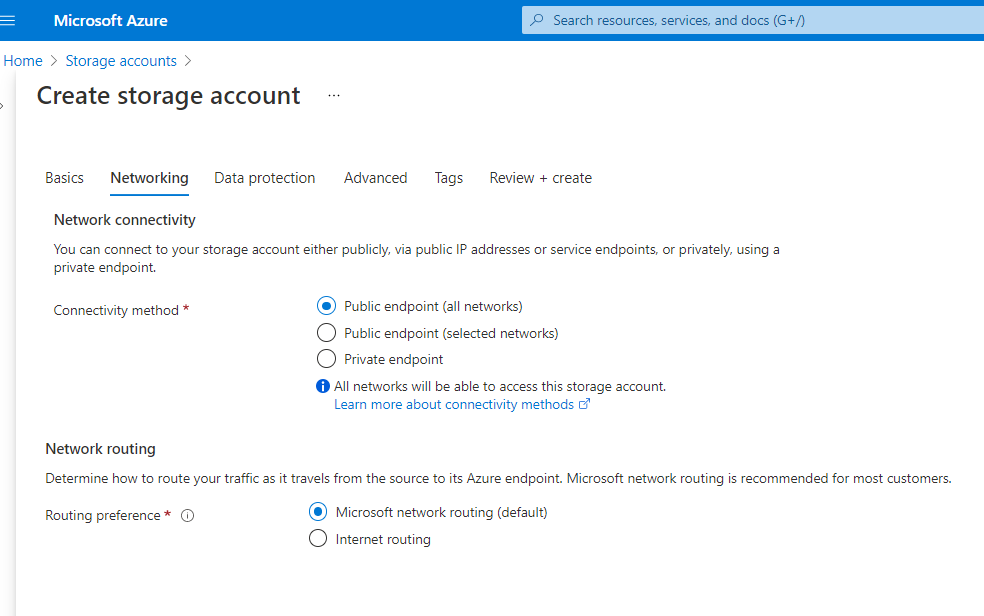 Microsoft Azure
Search resources, services, and docs (G+/)
Home > Storage accounts >
Create storage account ...
Basics Networking Data protection Advanced Tags Review + create
Network connectivity
You can connect to your storage account either publicly, via public IP addresses or service endpoints, or privately, using a
private endpoint.
Connectivity method *
Public endpoint (all networks)
Public endpoint (selected networks)
Private endpoint
All networks will be able to access this storage account.
Learn more about connectivity methods
Network routing
Determine how to route your traffic as it travels from the source to its Azure endpoint. Microsoft network routing is recommended for most customers.
Routing preference *
Microsoft network routing (default)
Internet routing